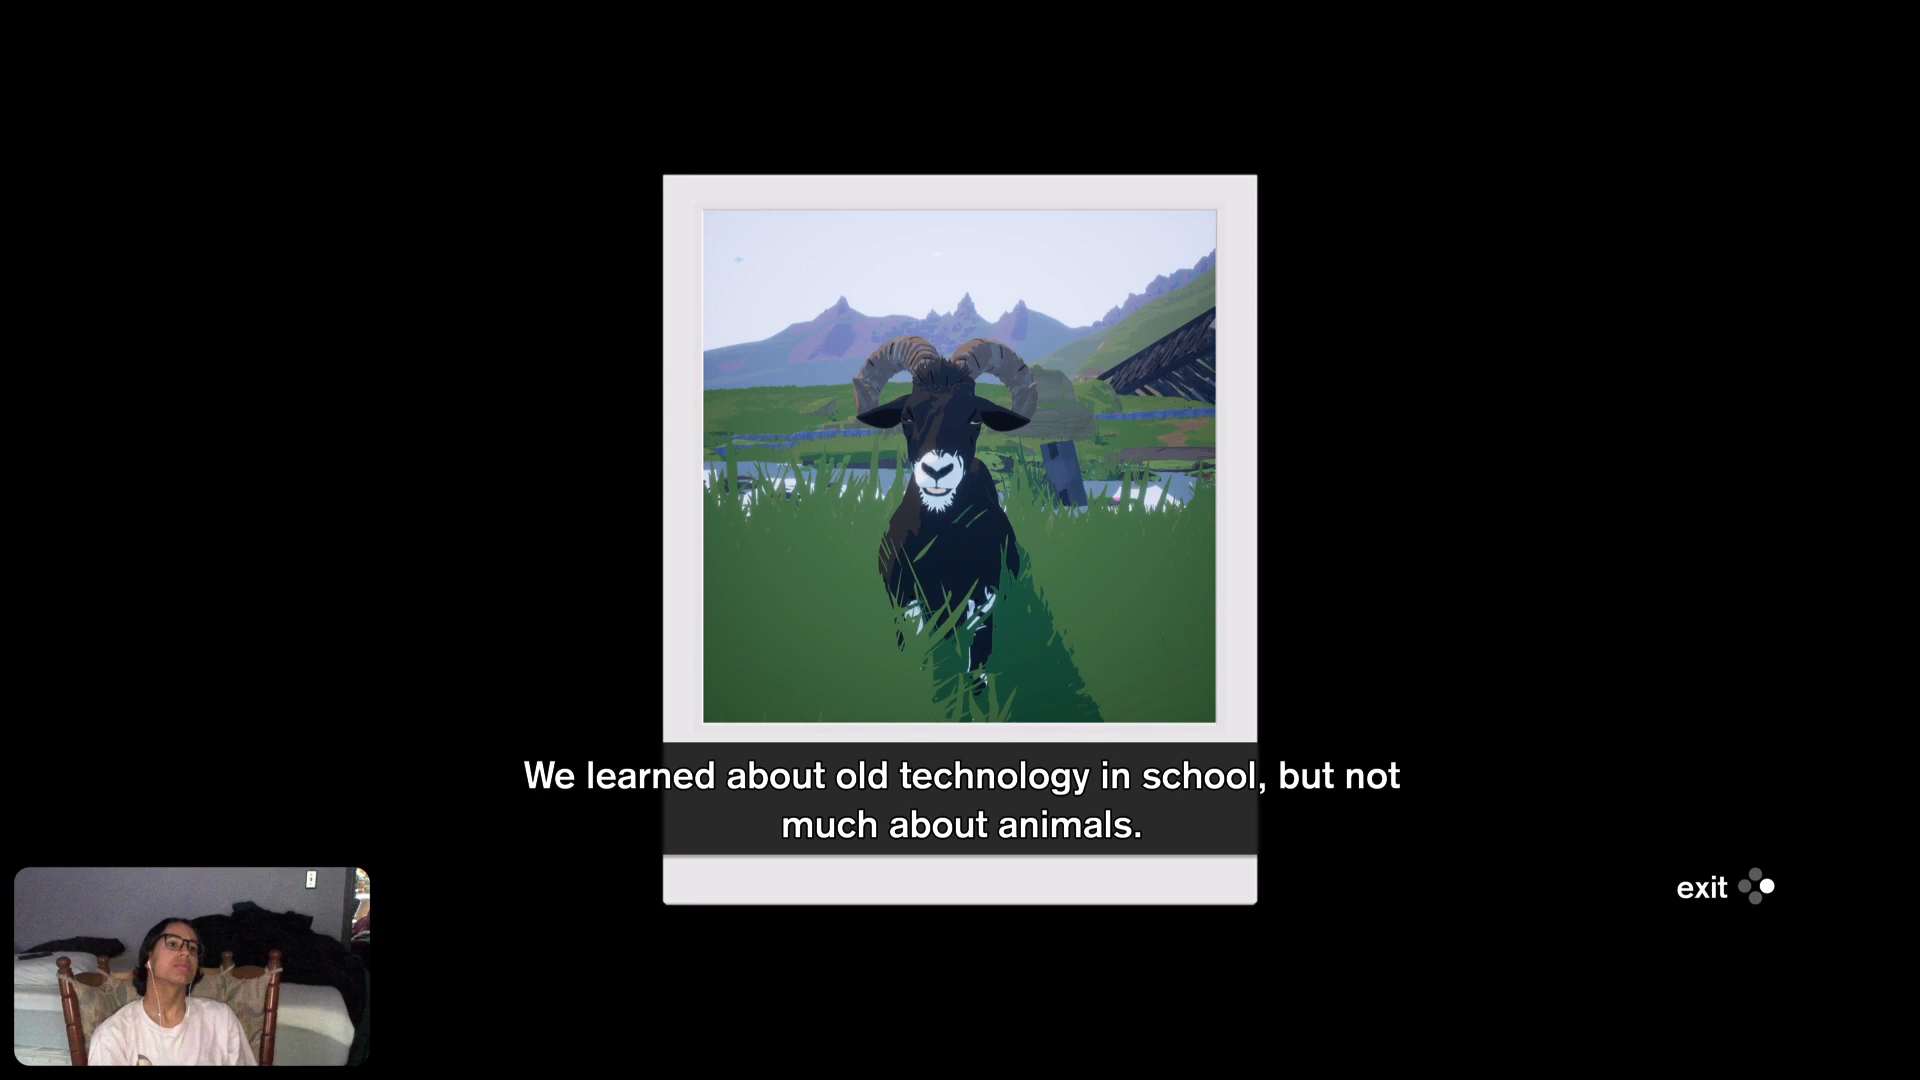 We learned about old technology in school, but not
much about animals.
exit